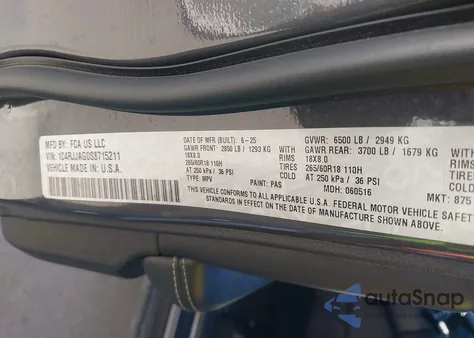 MFD BY: FCA US LLC
VIN: 1C4RJJAG0S8715211
VEHICLE MADE IN: U.S.A.
DATE OF MFR. (BUILT): 6-25
GAWR FRONT: 2850 LB / 1293 KG
RIMS 18X8.0
TIRES 265/60R18 110H
AT 250 kPa / 36 PSI
TYPE: MPV
PAINT: PAS
GVWR: 6500 LB / 2949 KG
GAWR REAR: 3700 LB / 1679 KG
RIMS 18X8.0
TIRES 265/60R18 110H
AT 250 kPa / 36 PSI
MDH: 060516
MKT: 875
THIS VEHICLE CONFORMS TO ALL APPLICABLE U.S.A. FEDERAL MOTOR VEHICLE SAFETY
STANDARDS IN EFFECT ON THE DATE OF MANUFACTURE SHOWN ABOVE.
autoSnap